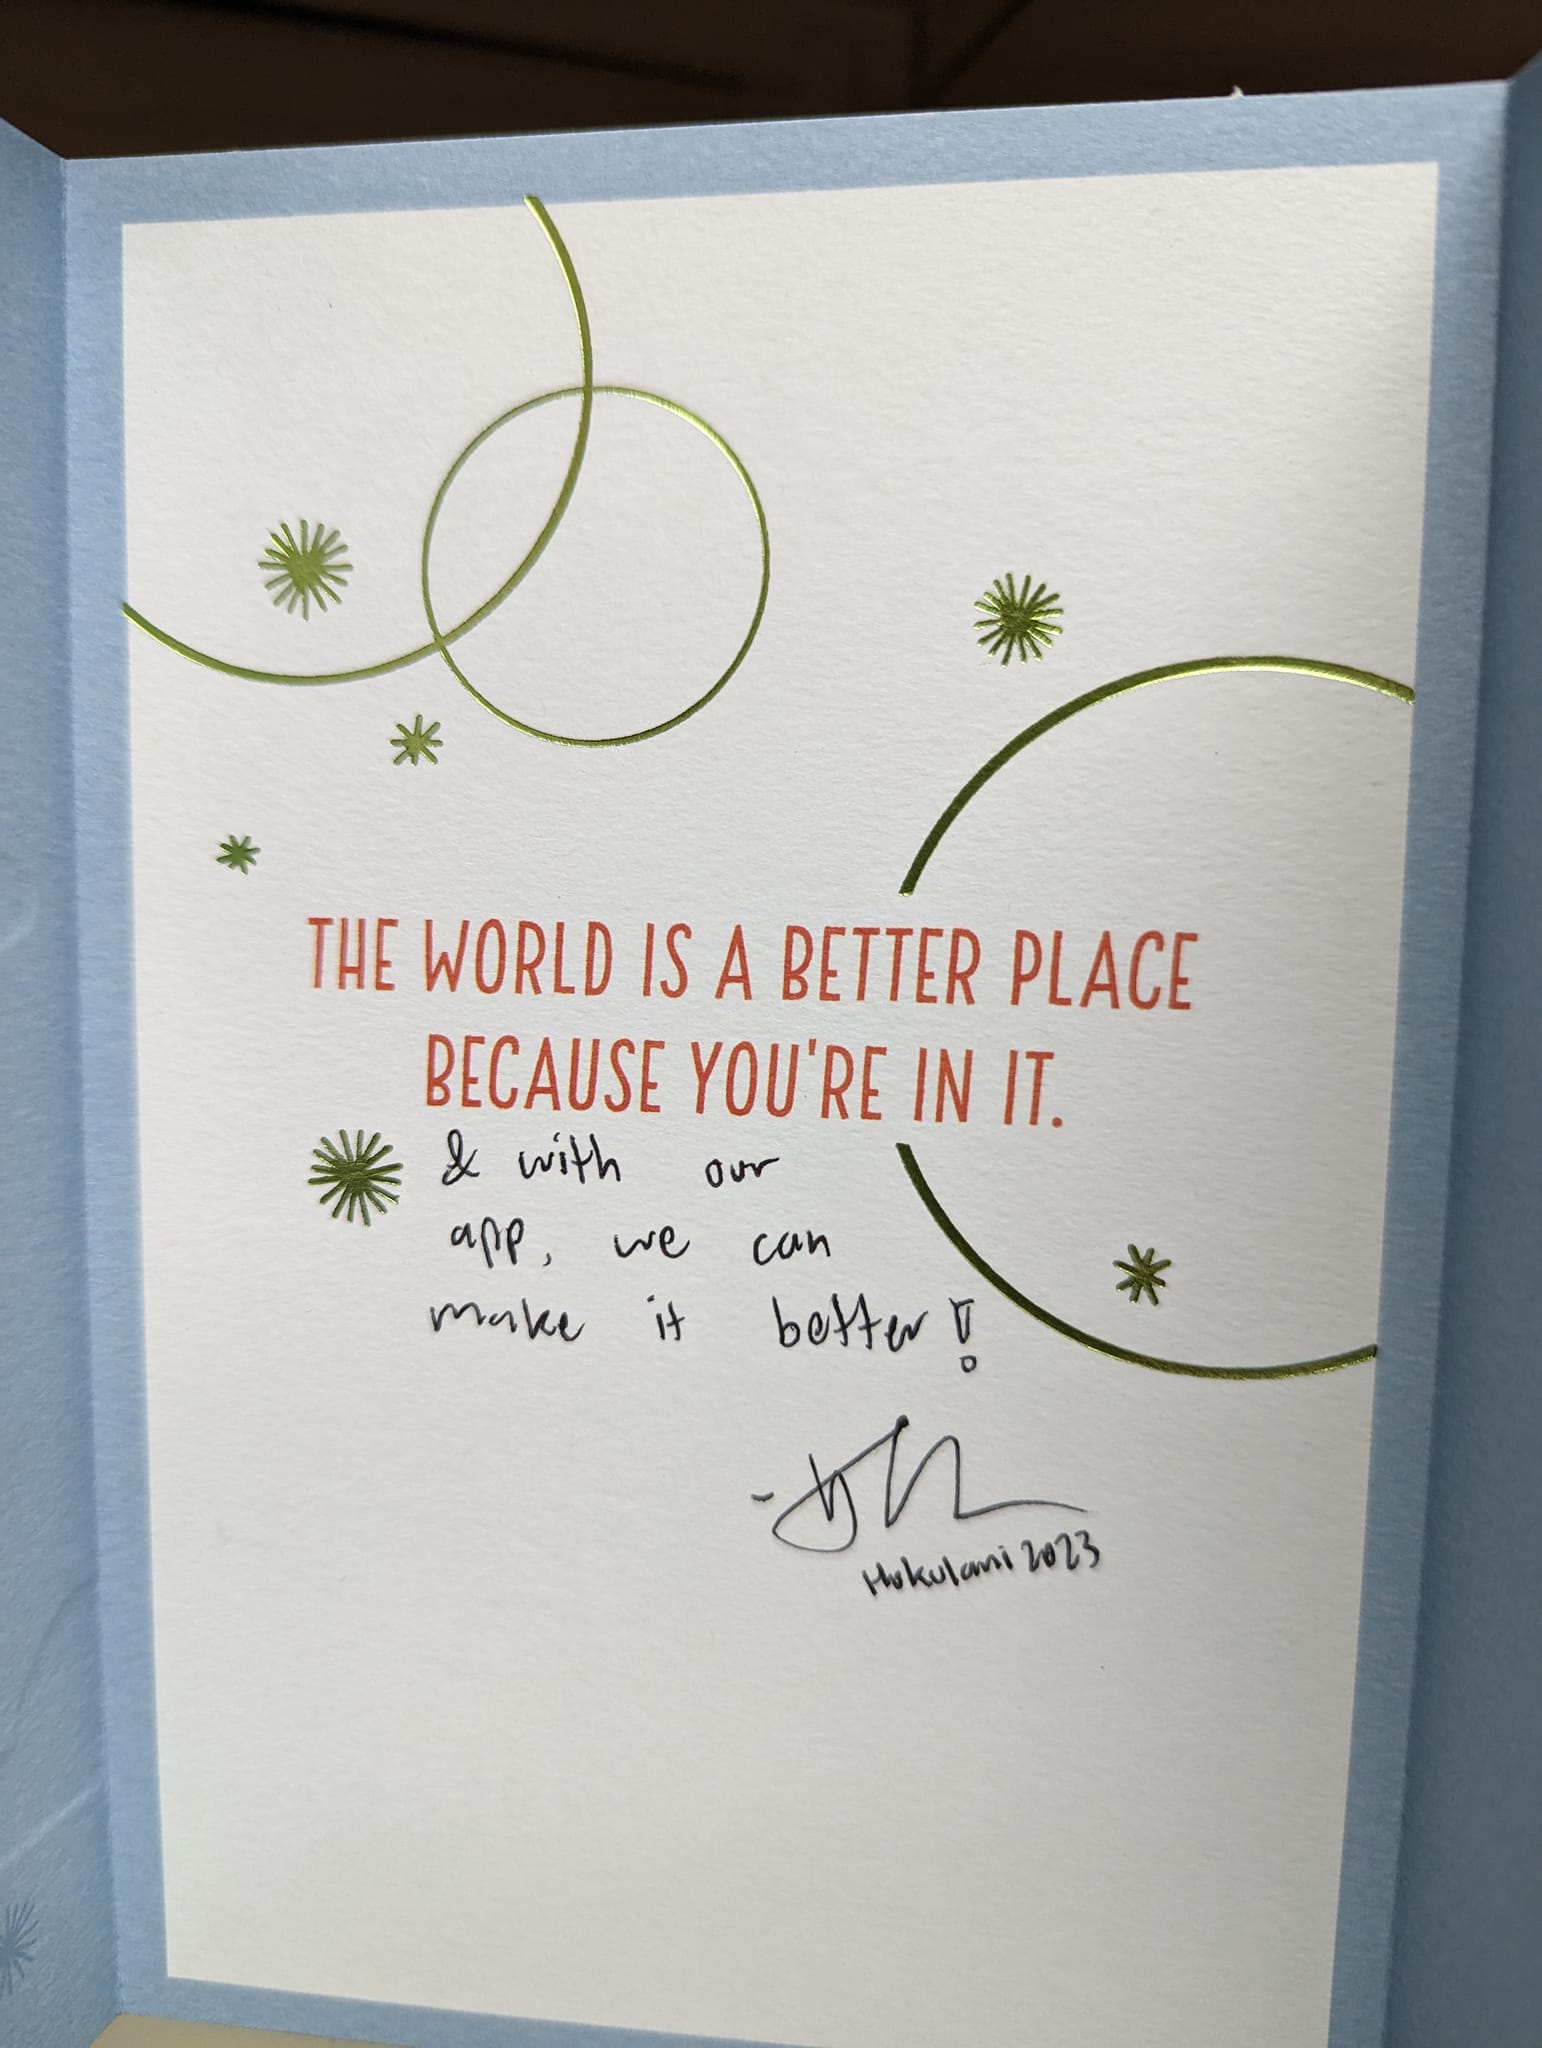 THE WORLD IS A BETTER PLACE
BECAUSE YOU'RE IN IT.
& with our
app, we can
make it better!
Hokulani 2023